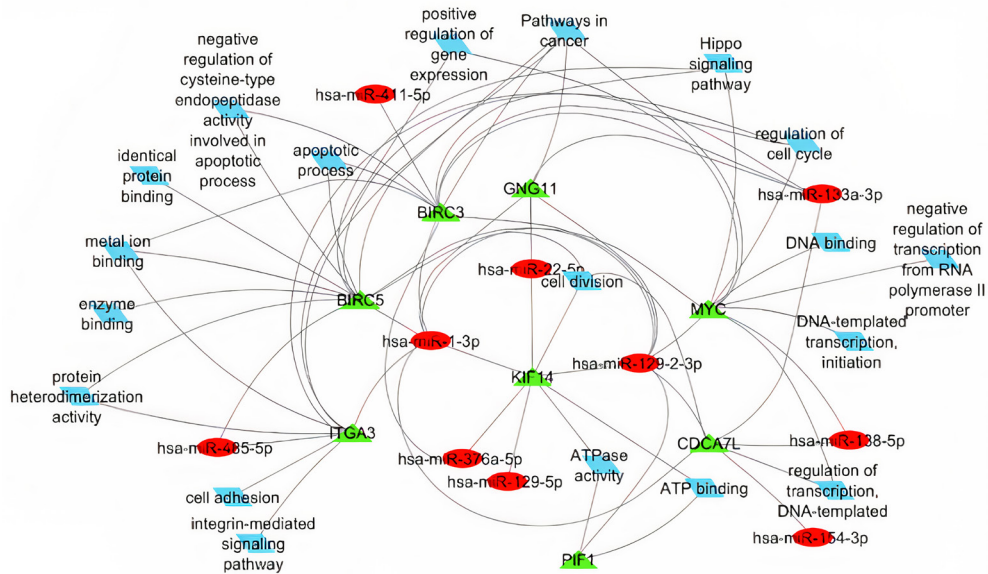 positive
regulation of
gene
expression
Pathways in
cancer
negative
regulation of
cysteine-type
endopeptidase
activity
involved in
apoptotic
process
Hippo
signaling
pathway
hsa-miR-411-5p
regulation of
cell cycle
identical
protein
binding
apoptotic
process
GNG11
hsa-miR-133a-3p
BIRC3
negative
regulation of
transcription
from RNA
polymerase II
promoter
metal ion
binding
DNA binding
hsa-miR-22-5p
cell division
enzyme
binding
BIRC5
MYC
DNA-templated
transcription,
initiation
hsa-miR-1-3p
hsa-miR-129-2-3p
KIF14
protein
heterodimerization
activity
ITGA3
hsa-miR-485-5p
CDCA7L
hsa-miR-138-5p
hsa-miR-376a-5p
hsa-miR-129-5p
ATPase
activity
ATP binding
regulation of
transcription,
DNA-templated
cell adhesion
integrin-mediated
signaling
pathway
hsa-miR-154-3p
PIF1